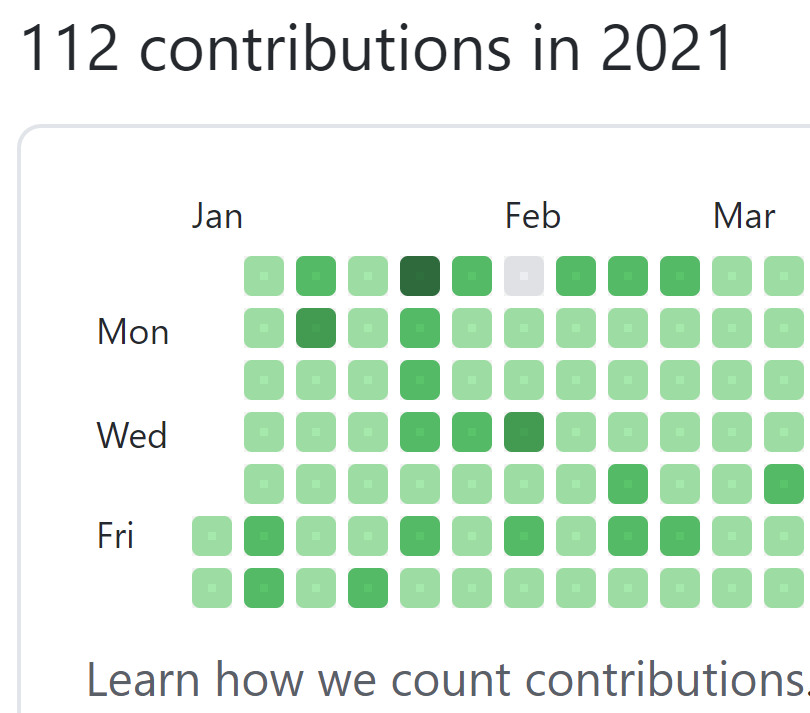 112 contributions in 2021
Jan Feb Mar
Mon
Wed
Fri
Learn how we count contributions.